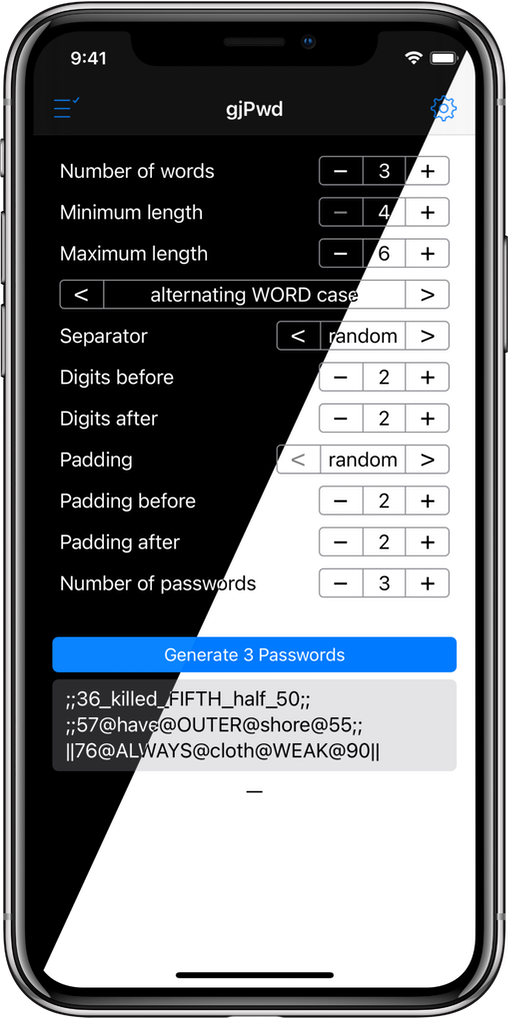 9:41
gjPwd
Number of words − 3 +
Minimum length − 4 +
Maximum length − 6 +
< alternating WORD case >
Separator < random >
Digits before − 2 +
Digits after − 2 +
Padding < random >
Padding before − 2 +
Padding after − 2 +
Number of passwords − 3 +
Generate 3 Passwords
;;36_killed_FIFTH_half_50;;
;;57@have@OUTER@shore@55;;
||76@ALWAYS@cloth@WEAK@90||
—